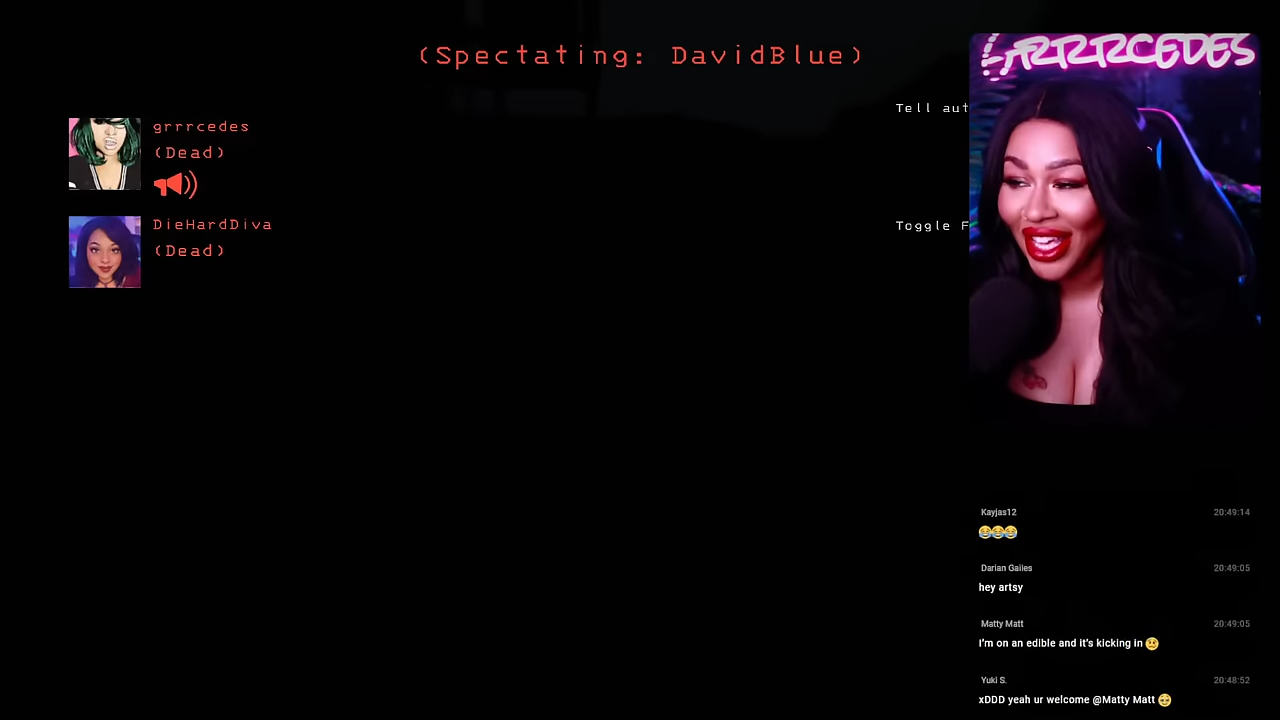 (Spectating: DavidBlue)
Tell aut
grrrcedes
(Dead)
DieHardDiva
(Dead)
Toggle F
RRRCEDES
Kayjas12 20:49:14
😂😂😂
Darian Gailes 20:49:05
hey artsy
Matty Matt 20:49:05
I'm on an edible and it's kicking in
Yuki S. 20:48:52
xDDD yeah ur welcome @Matty Matt